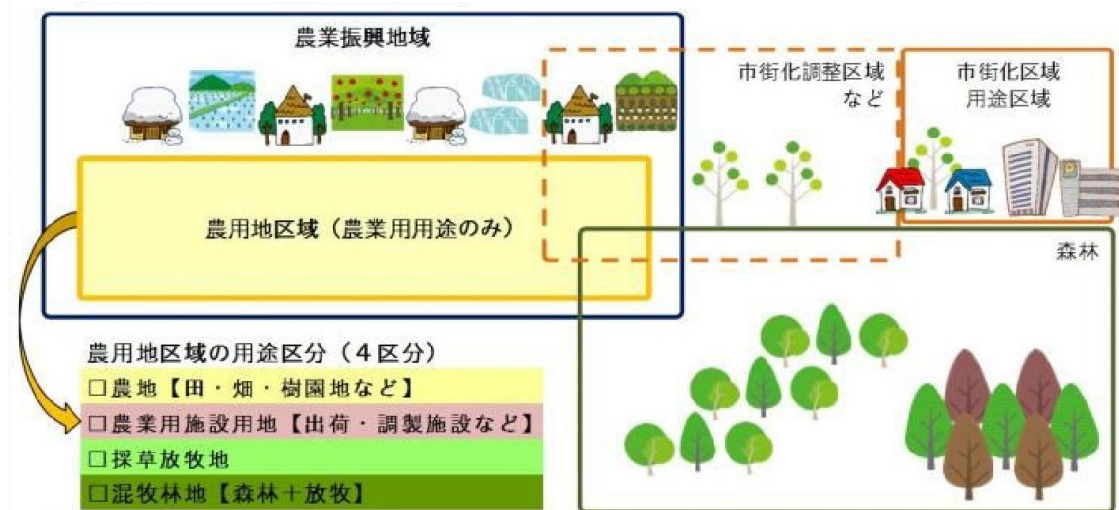 農業振興地域
市街化調整区域
など
市街化区域
用途区域
農用地区域（農業用用途のみ）
森林
農用地区域の用途区分（４区分）
□農地【田・畑・樹園地など】
□農業用施設用地【出荷・調製施設など】
□採草放牧地
□混牧林地【森林＋放牧】